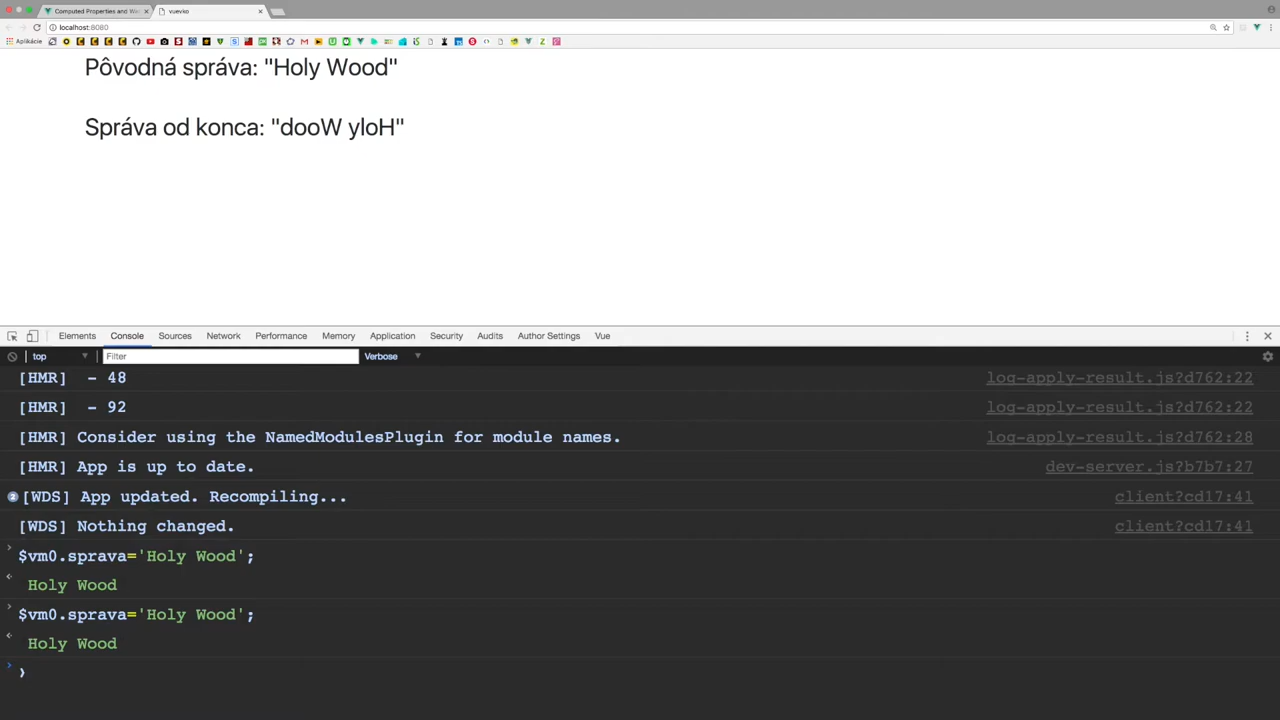 Computed Properties and Wa
vuevko
localhost:8080
Aplikácie
Pôvodná správa: "Holy Wood"
Správa od konca: "dooW yloH"
Elements Console Sources Network Performance Memory Application Security Audits Author Settings Vue
top Filter Verbose
[HMR] - 48 log-apply-result.js?d762:22
[HMR] - 92 log-apply-result.js?d762:22
[HMR] Consider using the NamedModulesPlugin for module names. log-apply-result.js?d762:28
[HMR] App is up to date. dev-server.js?b7b7:27
2 [WDS] App updated. Recompiling... client?cd17:41
[WDS] Nothing changed. client?cd17:41
> $vm0.sprava='Holy Wood';
Holy Wood
> $vm0.sprava='Holy Wood';
Holy Wood
>